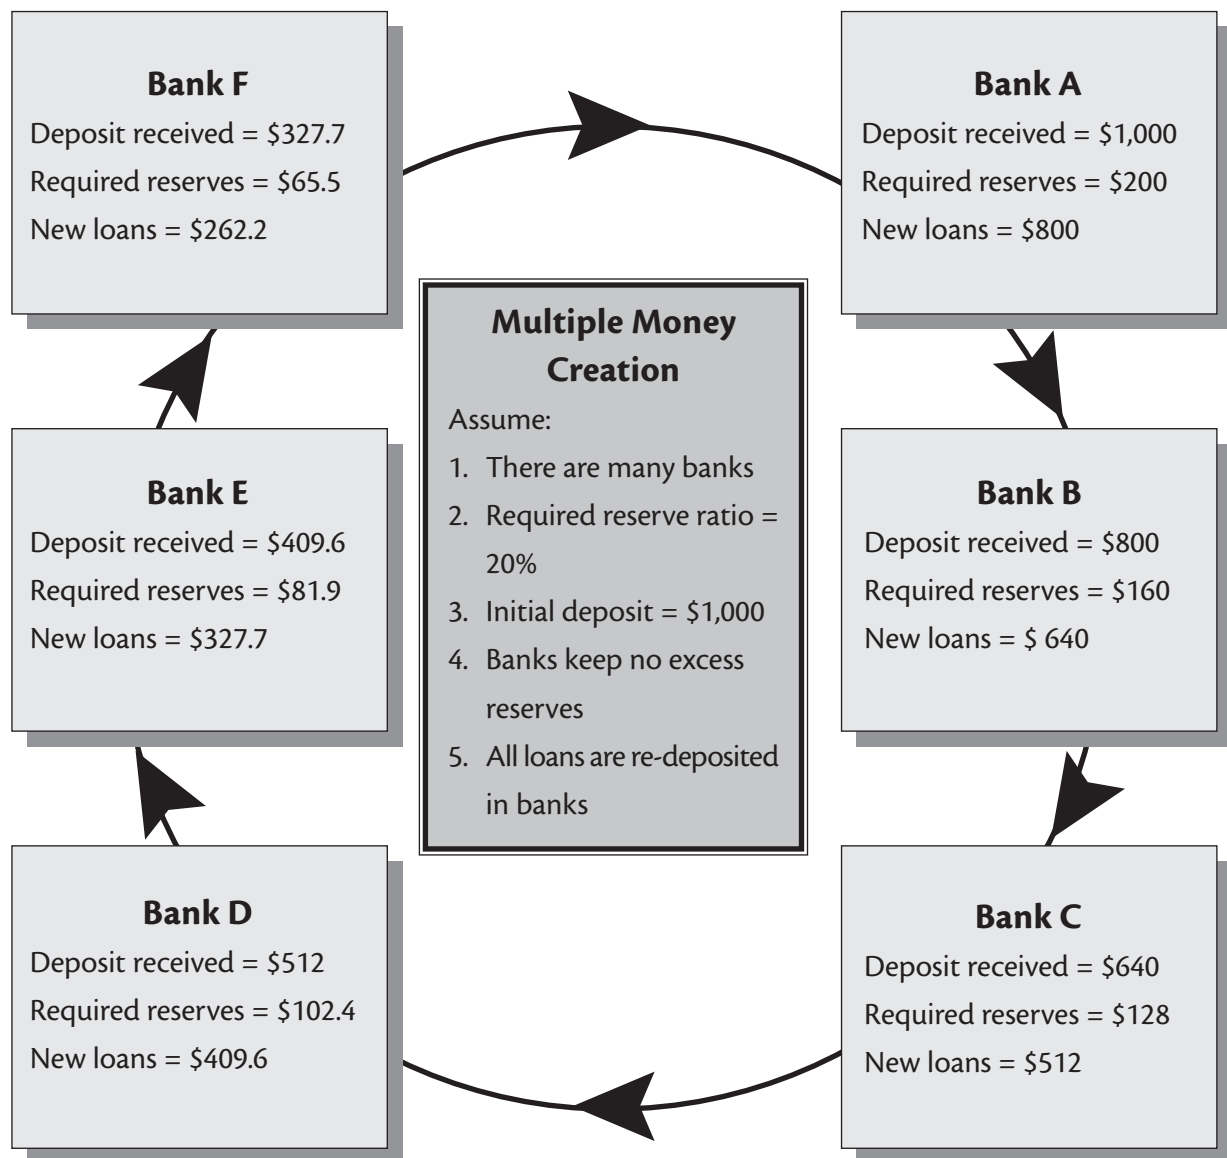 Bank F
Deposit received = $327.7
Required reserves = $65.5
New loans = $262.2
Bank A
Deposit received = $1,000
Required reserves = $200
New loans = $800
Multiple Money
Creation
Assume:
1. There are many banks
2. Required reserve ratio =
20%
3. Initial deposit = $1,000
4. Banks keep no excess
reserves
5. All loans are re-deposited
in banks
Bank E
Deposit received = $409.6
Required reserves = $81.9
New loans = $327.7
Bank B
Deposit received = $800
Required reserves = $160
New loans = $ 640
Bank D
Deposit received = $512
Required reserves = $102.4
New loans = $409.6
Bank C
Deposit received = $640
Required reserves = $128
New loans = $512